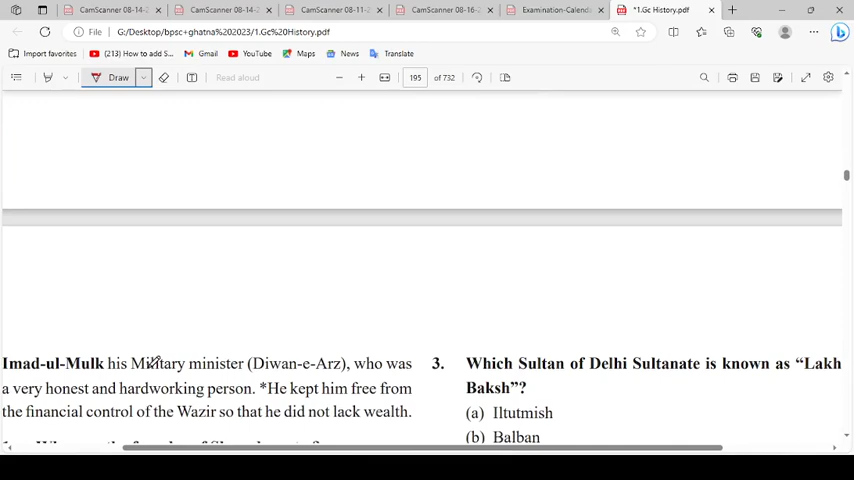 CamScanner 08-14-2
CamScanner 08-14-2
CamScanner 08-11-2
CamScanner 08-16-2
Examination-Calend
*1.Gc History.pdf
File
G:/Desktop/bpsc+ghatna%202023/1.Gc%20History.pdf
Import favorites
(213) How to add S...
Gmail
YouTube
Maps
News
Translate
Draw
Read aloud
195
of 732
Imad-ul-Mulk his Military minister (Diwan-e-Arz), who was
a very honest and hardworking person. *He kept him free from
the financial control of the Wazir so that he did not lack wealth.
3. Which Sultan of Delhi Sultanate is known as “Lakh
Baksh”?
(a) Iltutmish
(b) Balban